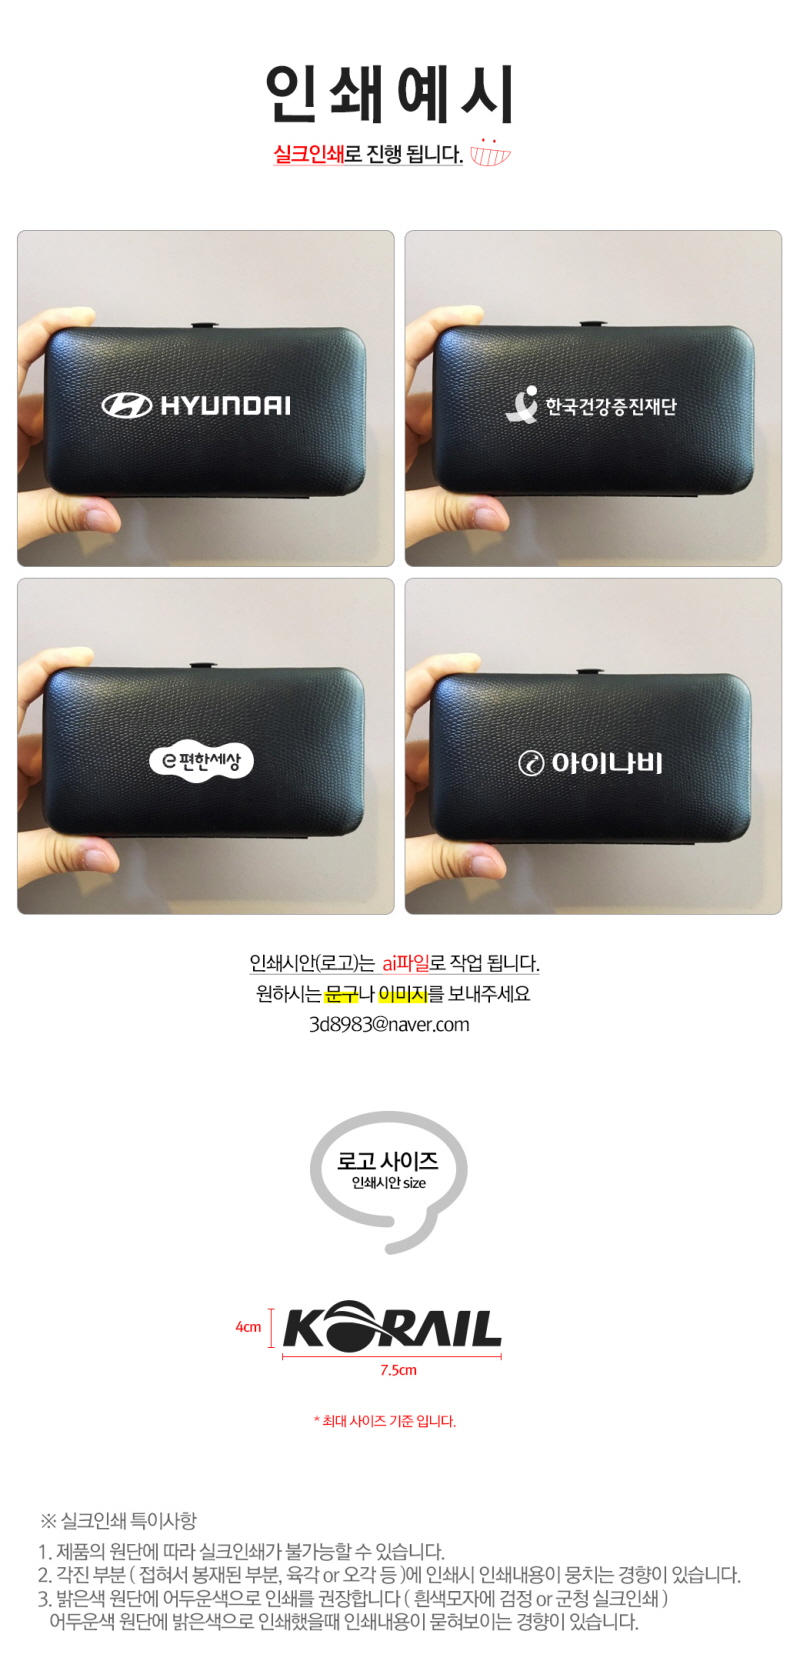 인쇄예시
실크인쇄로 진행 됩니다.
HYUNDAI
한국건강증진재단
e편한세상
아이나비
인쇄시안(로고)는 ai파일로 작업 됩니다.
원하시는 문구나 이미지를 보내주세요
3d8983@naver.com
로고 사이즈
인쇄시안 size
4cm
KORAIL
7.5cm
* 최대 사이즈 기준 입니다.
※ 실크인쇄 특이사항
1. 제품의 원단에 따라 실크인쇄가 불가능할 수 있습니다.
2. 각진 부분 ( 접혀서 봉재된 부분, 육각 or 오각 등 )에 인쇄시 인쇄내용이 뭉치는 경향이 있습니다.
3. 밝은색 원단에 어두운색으로 인쇄를 권장합니다 ( 흰색모자에 검정 or 군청 실크인쇄 )
어두운색 원단에 밝은색으로 인쇄했을때 인쇄내용이 묻혀보이는 경향이 있습니다.